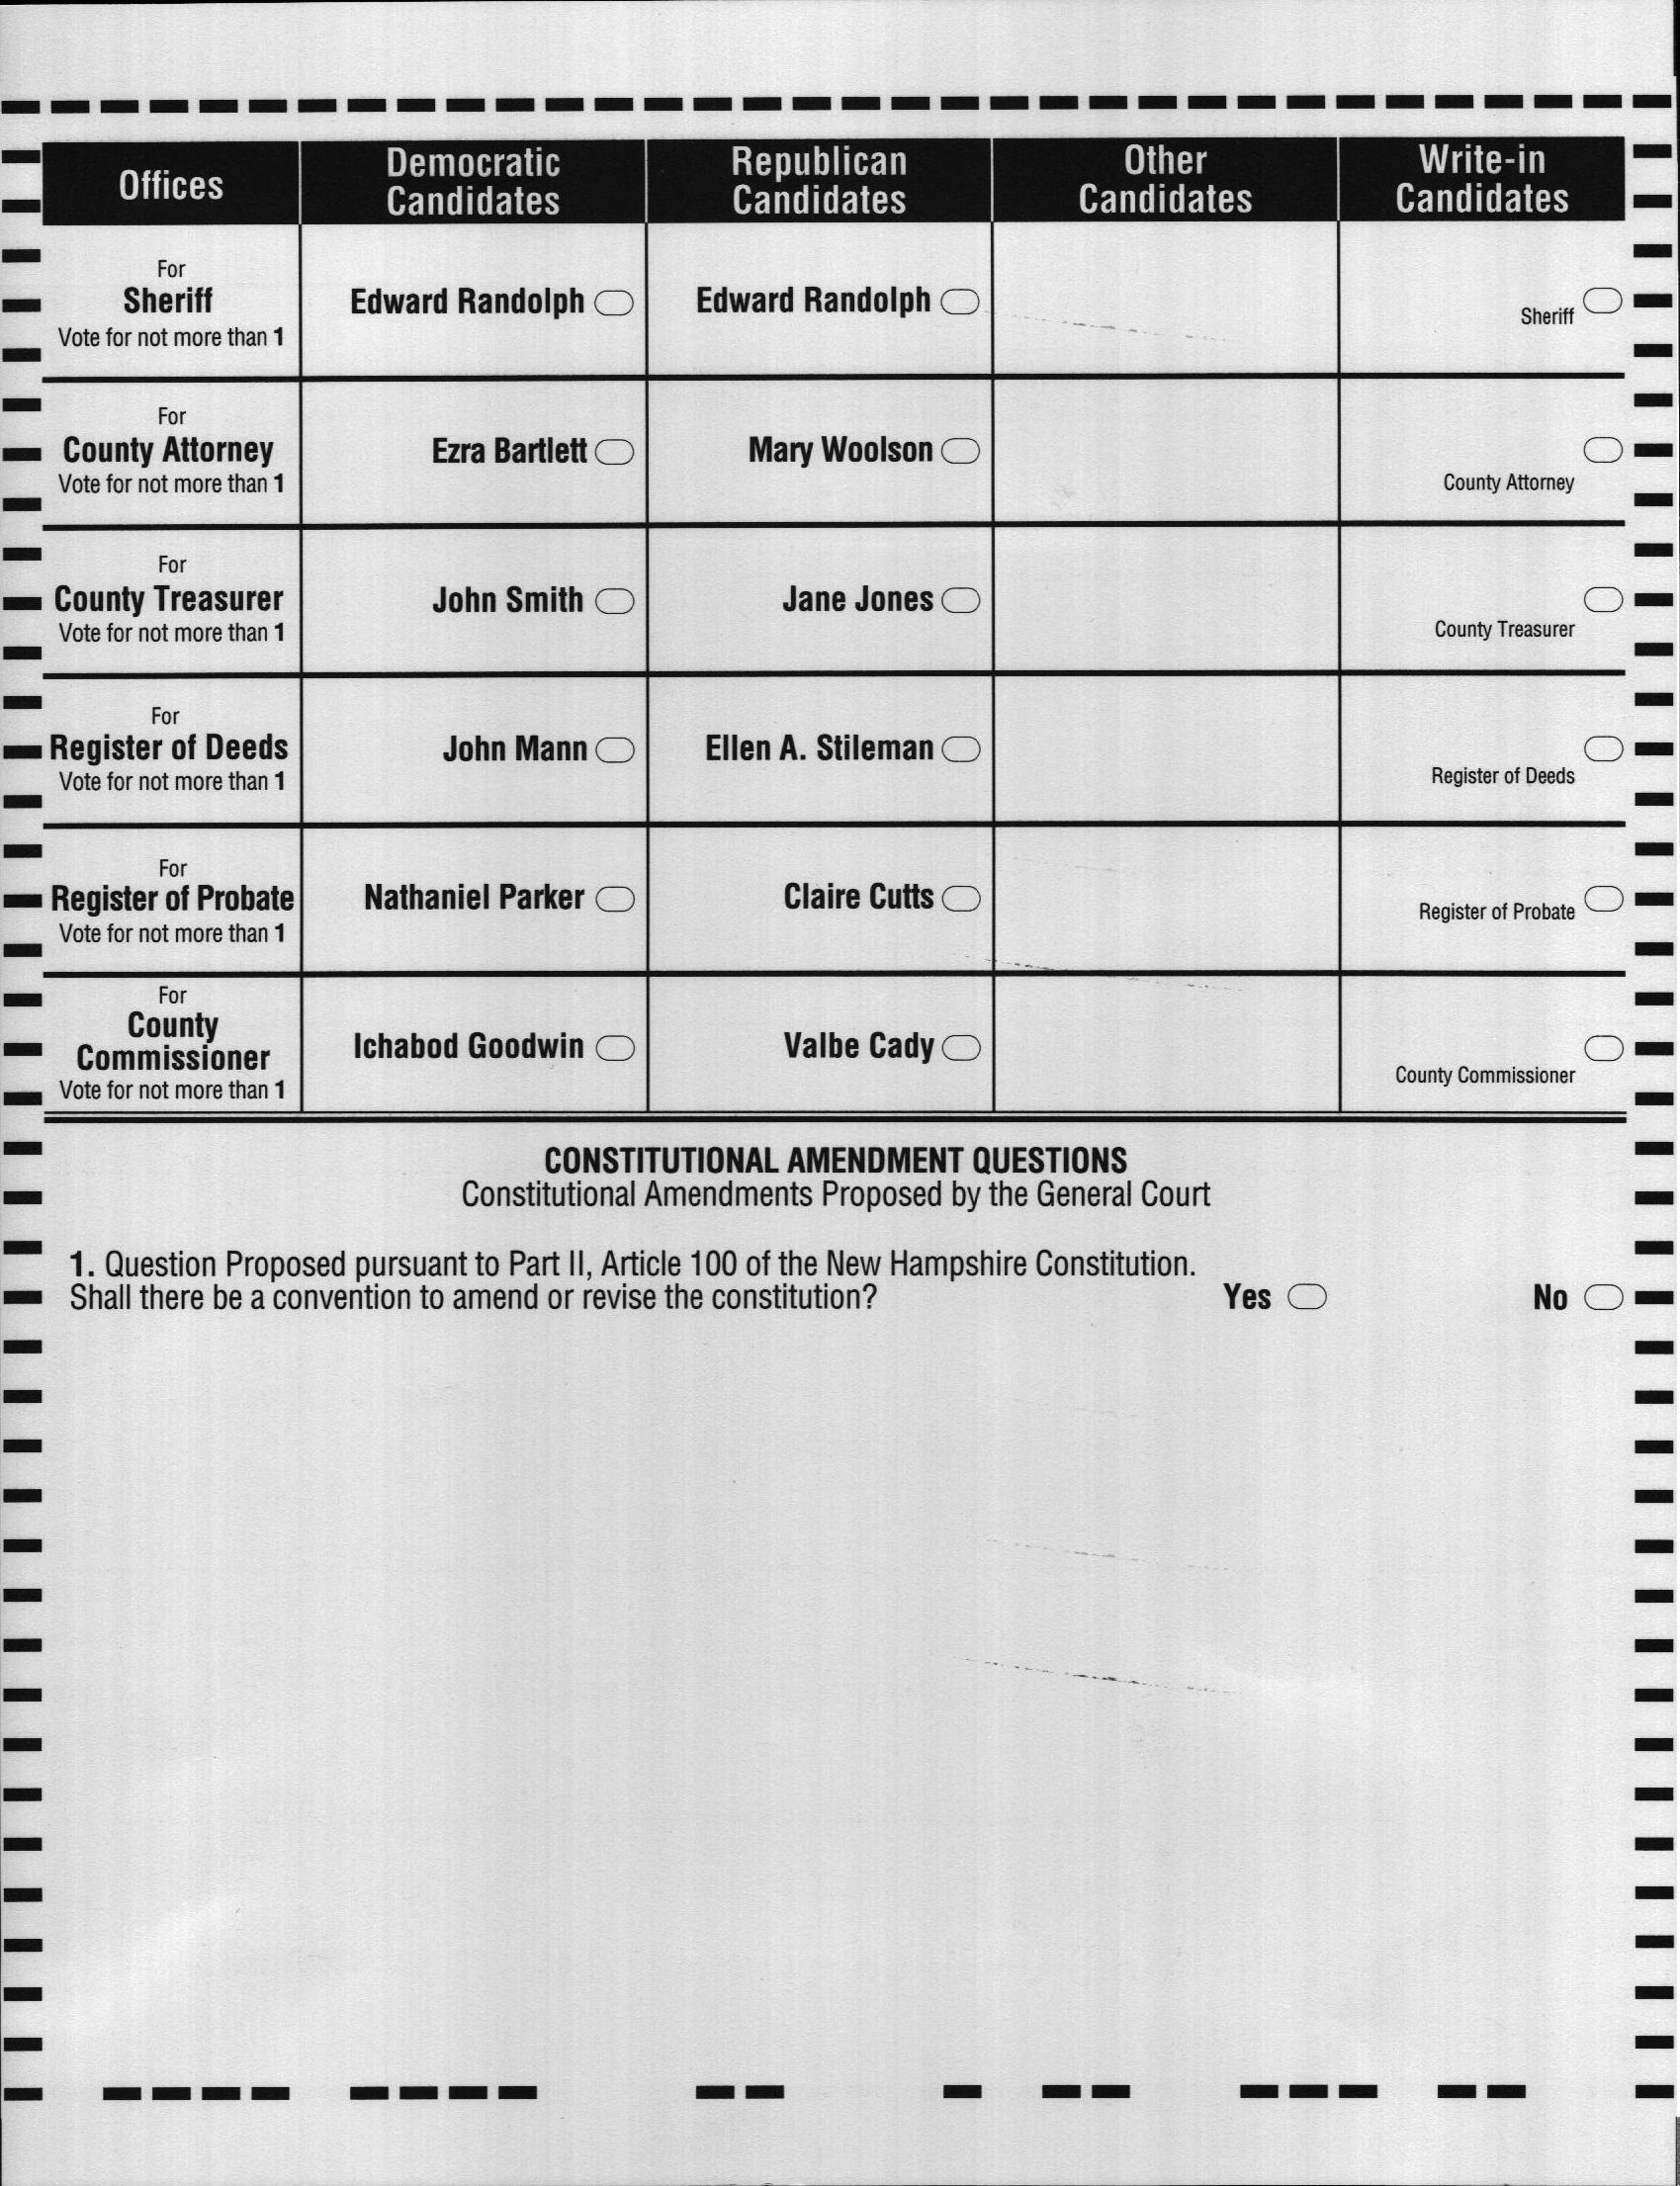 Offices
Democratic
Candidates
Republican
Candidates
Other
Candidates
Write-in
Candidates
For
Sheriff
Vote for not more than 1
Edward Randolph
Edward Randolph
Sheriff
For
County Attorney
Vote for not more than 1
Ezra Bartlett
Mary Woolson
County Attorney
For
County Treasurer
Vote for not more than 1
John Smith
Jane Jones
County Treasurer
For
Register of Deeds
Vote for not more than 1
John Mann
Ellen A. Stileman
Register of Deeds
For
Register of Probate
Vote for not more than 1
Nathaniel Parker
Claire Cutts
Register of Probate
For
County
Commissioner
Vote for not more than 1
Ichabod Goodwin
Valbe Cady
County Commissioner
CONSTITUTIONAL AMENDMENT QUESTIONS
Constitutional Amendments Proposed by the General Court
1. Question Proposed pursuant to Part II, Article 100 of the New Hampshire Constitution.
Shall there be a convention to amend or revise the constitution? Yes No